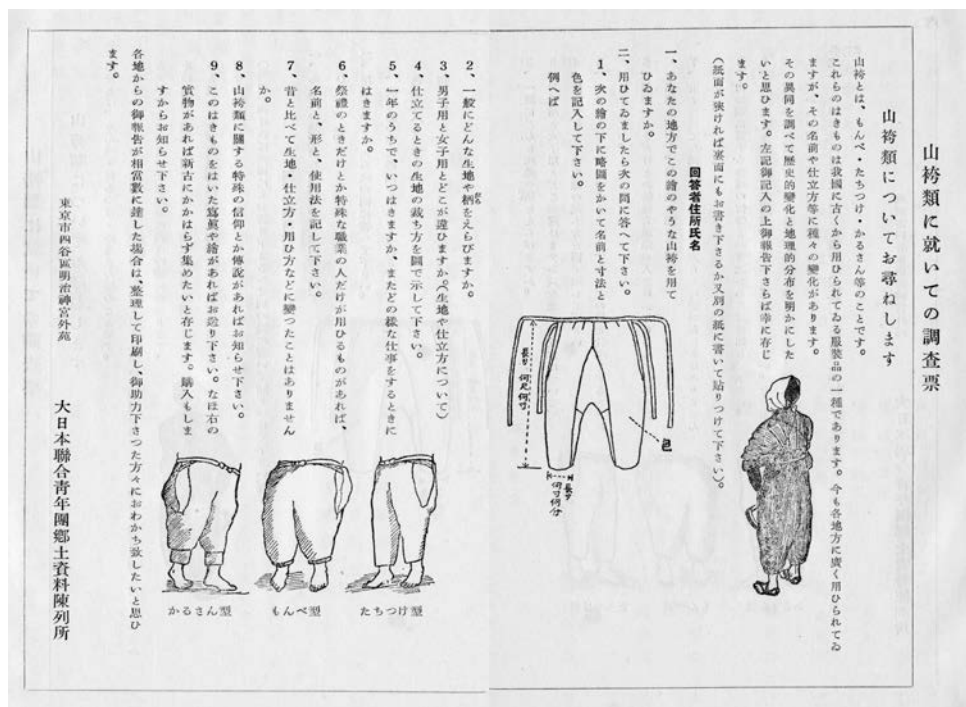 山袴類に就いての調査票
山袴類についてお尋ねします
山袴とは、もんぺ・たちつけ・かるさん等のことです。
これらのはきものは我國に古くから用ひられてゐる服裝品の一種であります。今も各地方に廣く用ひられてゐ
ますが、その名前や仕立方等に種々の變化があります。
その異同を調べて歷史的變化と地理的分布を明かにした
いと思ひます。左記御記入の上御報告下さらば幸に存じ
ます。
(紙面が狹ければ裏面にもお書き下さるか又別の紙に書いて貼りつけて下さい)。
回答者住所氏名
一、あなたの地方でこの繪のやうな山袴を用て
ひゐますか。
二、用ひてゐましたら次の問に答へて下さい。
1、次の繪の下に略圖をかいて名前と寸法と
色を記入して下さい。
例へば
長サ 何尺何寸
色
長サ
何寸何分
2、一般にどんな生地や柄をえらびますか。
がら
3、男子用と女子用とどこが違ひますか。(生地や仕立方について)
4、仕立てるときの生地の裁ち方を圖で示して下さい。
5、一年のうちで、いつはきますか、またどの樣な仕事をするときに
はきますか。
6、祭禮のときだけとか特殊な職業の人だけが用ひるものがあれば、
名前と、形と、使用法を記して下さい。
7、昔と比べて生地・仕立方・用ひ方などに變つたことはありません
か。
8、山袴類に關する特殊の信仰とか傳說があればお知らせ下さい。
9、このはきものをはいた寫眞や繪があればお送り下さい。なほ右の
實物があれば新古にかかはらず集めたいと存じます。購入もしま
すからお知らせ下さい。
各地からの御報告が相當數に達した場合は、整理して印刷し、御助力下さつた方々におわかち致したいと思ひ
ます。
たちつけ型
もんぺ型
かるさん型
東京市四谷區明治神宮外苑
大日本聯合靑年團鄕土資料陳列所